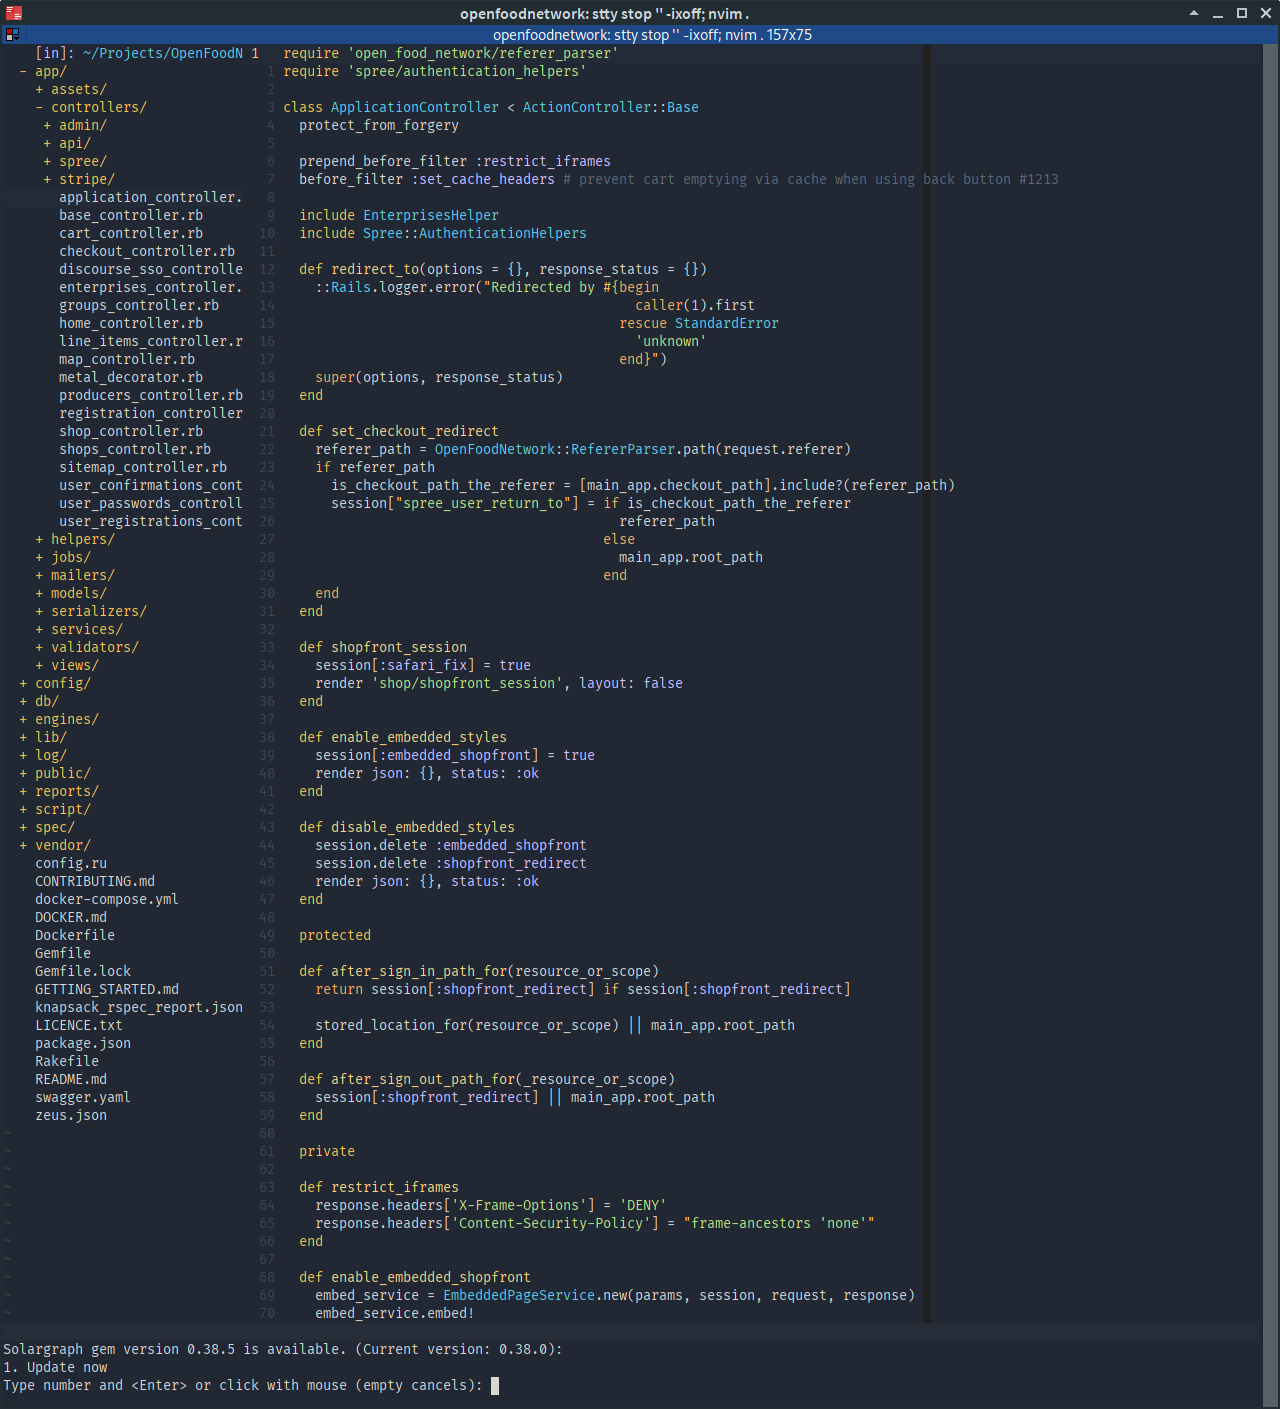 openfoodnetwork: stty stop '' -ixoff; nvim .
openfoodnetwork: stty stop '' -ixoff; nvim . 157x75
[in]: ~/Projects/OpenFoodN
- app/
+ assets/
- controllers/
+ admin/
+ api/
+ spree/
+ stripe/
application_controller.
base_controller.rb
cart_controller.rb
checkout_controller.rb
discourse_sso_controlle
enterprises_controller.
groups_controller.rb
home_controller.rb
line_items_controller.r
map_controller.rb
metal_decorator.rb
producers_controller.rb
registration_controller
shop_controller.rb
shops_controller.rb
sitemap_controller.rb
user_confirmations_cont
user_passwords_controll
user_registrations_cont
+ helpers/
+ jobs/
+ mailers/
+ models/
+ serializers/
+ services/
+ validators/
+ views/
+ config/
+ db/
+ engines/
+ lib/
+ log/
+ public/
+ reports/
+ script/
+ spec/
+ vendor/
config.ru
CONTRIBUTING.md
docker-compose.yml
DOCKER.md
Dockerfile
Gemfile
Gemfile.lock
GETTING_STARTED.md
knapsack_rspec_report.json
LICENCE.txt
package.json
Rakefile
README.md
swagger.yaml
zeus.json
~
~
~
~
~
~
~
~
~
~
~
1 require 'open_food_network/referer_parser'
1 require 'spree/authentication_helpers'
2
3 class ApplicationController < ActionController::Base
4 protect_from_forgery
5
6 prepend_before_filter :restrict_iframes
7 before_filter :set_cache_headers # prevent cart emptying via cache when using back button #1213
8
9 include EnterprisesHelper
10 include Spree::AuthenticationHelpers
11
12 def redirect_to(options = {}, response_status = {})
13 ::Rails.logger.error("Redirected by #{begin
14 caller(1).first
15 rescue StandardError
16 'unknown'
17 end}")
18 super(options, response_status)
19 end
20
21 def set_checkout_redirect
22 referer_path = OpenFoodNetwork::RefererParser.path(request.referer)
23 if referer_path
24 is_checkout_path_the_referer = [main_app.checkout_path].include?(referer_path)
25 session["spree_user_return_to"] = if is_checkout_path_the_referer
26 referer_path
27 else
28 main_app.root_path
29 end
30 end
31 end
32
33 def shopfront_session
34 session[:safari_fix] = true
35 render 'shop/shopfront_session', layout: false
36 end
37
38 def enable_embedded_styles
39 session[:embedded_shopfront] = true
40 render json: {}, status: :ok
41 end
42
43 def disable_embedded_styles
44 session.delete :embedded_shopfront
45 session.delete :shopfront_redirect
46 render json: {}, status: :ok
47 end
48
49 protected
50
51 def after_sign_in_path_for(resource_or_scope)
52 return session[:shopfront_redirect] if session[:shopfront_redirect]
53
54 stored_location_for(resource_or_scope) || main_app.root_path
55 end
56
57 def after_sign_out_path_for(_resource_or_scope)
58 session[:shopfront_redirect] || main_app.root_path
59 end
60
61 private
62
63 def restrict_iframes
64 response.headers['X-Frame-Options'] = 'DENY'
65 response.headers['Content-Security-Policy'] = "frame-ancestors 'none'"
66 end
67
68 def enable_embedded_shopfront
69 embed_service = EmbeddedPageService.new(params, session, request, response)
70 embed_service.embed!
Solargraph gem version 0.38.5 is available. (Current version: 0.38.0):
1. Update now
Type number and <Enter> or click with mouse (empty cancels):